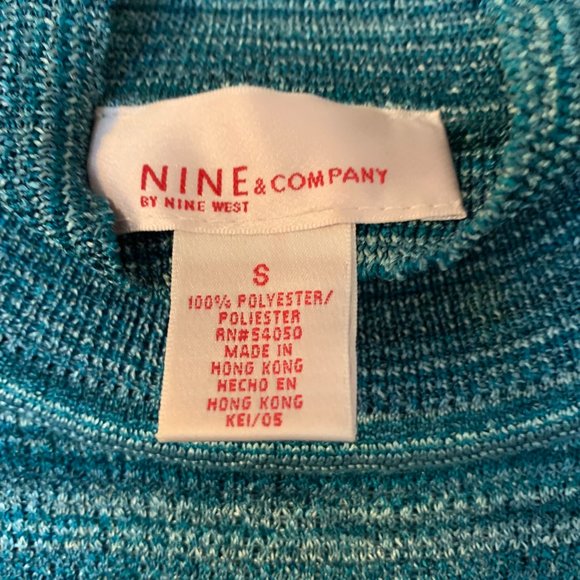 NINE & COMPANY
BY NINE WEST
S
100% POLYESTER/
POLIESTER
RN#54050
MADE IN
HONG KONG
HECHO EN
HONG KONG
KEI/05